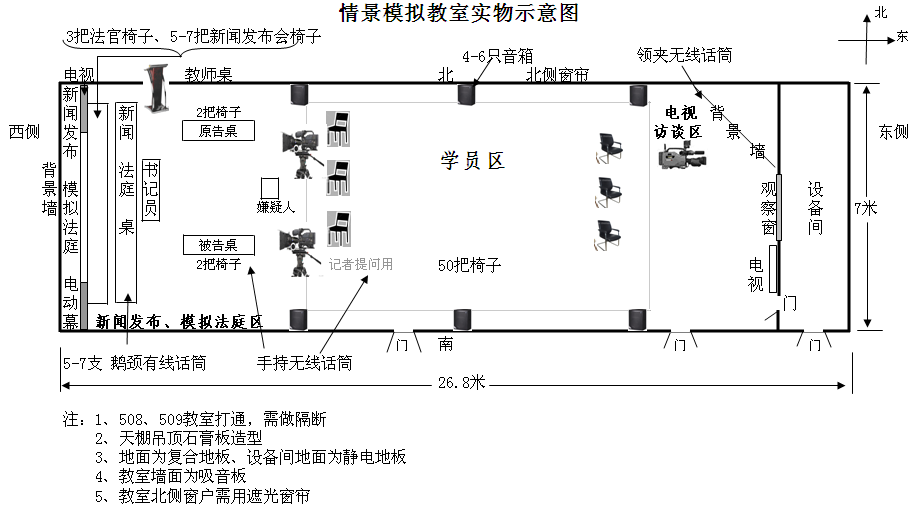 情景模拟教室实物示意图
北
东
3把法官椅子、5-7把新闻发布会椅子
4-6只音箱
领夹无线话筒
电视
教师桌
北
北侧窗帘
西侧
背景墙
新闻发布 模拟法庭 电动幕
新闻 法庭 桌
书记员
2把椅子
原告桌
嫌疑人
被告桌
2把椅子
学员区
记者提问用
50把椅子
电视
访谈区
背景墙
观察窗
电视
门
设备间
东侧
7米
新闻发布、模拟法庭区
5-7支 鹅颈有线话筒
手持无线话筒
门
南
门
门
26.8米
注：1、508、509教室打通，需做隔断
2、天棚吊顶石膏板造型
3、地面为复合地板、设备间地面为静电地板
4、教室墙面为吸音板
5、教室北侧窗户需用遮光窗帘